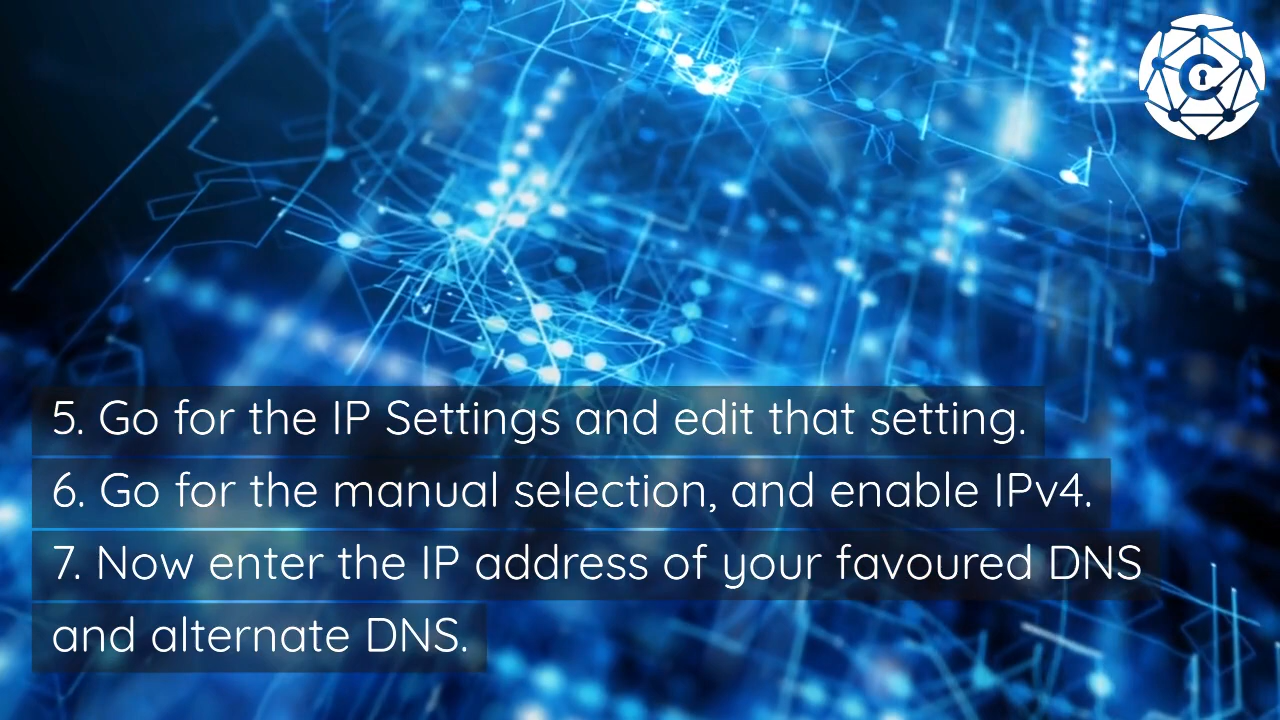 5. Go for the IP Settings and edit that setting.
6. Go for the manual selection, and enable IPv4.
7. Now enter the IP address of your favoured DNS
and alternate DNS.